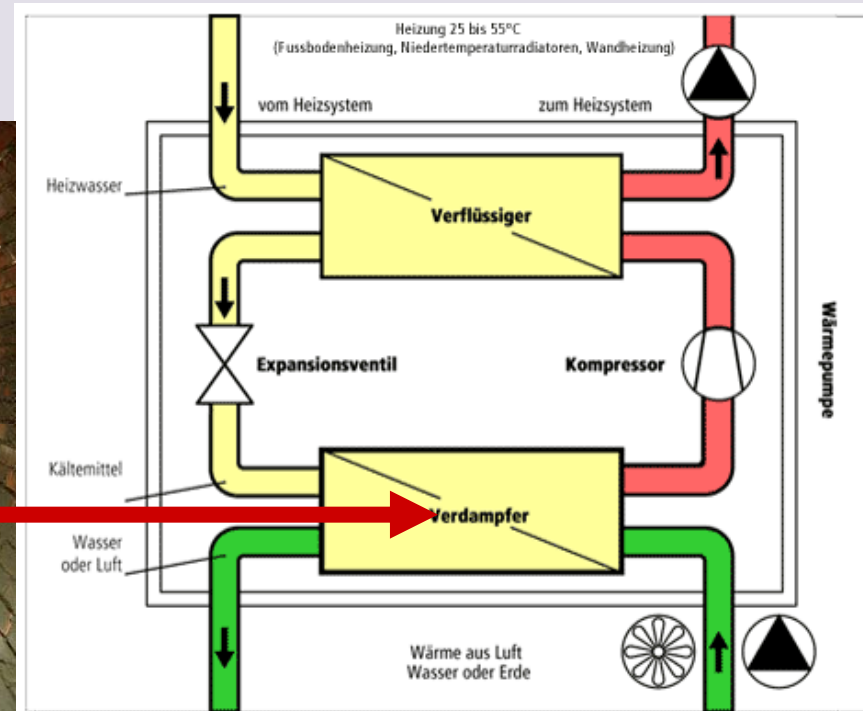 Heizung 25 bis 55°C
(Fussbodenheizung, Niedertemperaturradiatoren, Wandheizung)
vom Heizsystem
zum Heizsystem
Heizwasser
Verflüssiger
Expansionsventil
Kompressor
Wärmepumpe
Kältemittel
Verdampfer
Wasser
oder Luft
Wärme aus Luft
Wasser oder Erde